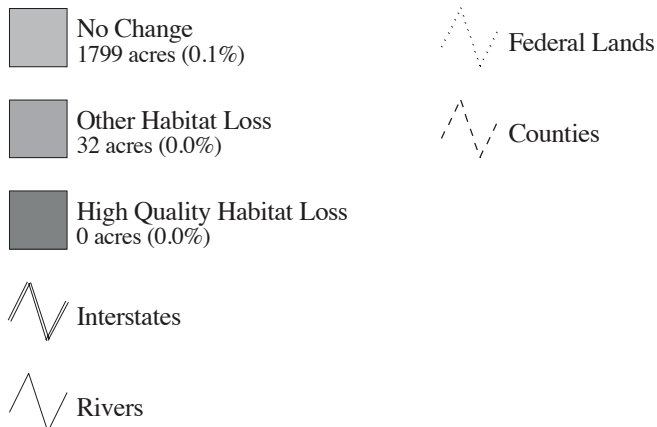 No Change
1799 acres (0.1%)
Other Habitat Loss
32 acres (0.0%)
High Quality Habitat Loss
0 acres (0.0%)
Interstates
Rivers
Federal Lands
Counties